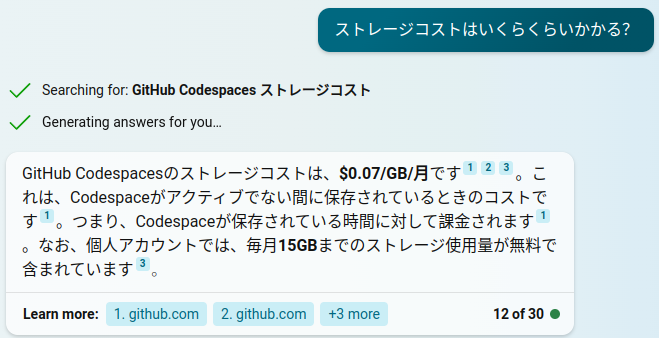 ストレージコストはいくらくらいかかる?
Searching for: GitHub Codespaces ストレージコスト
Generating answers for you…
GitHub Codespacesのストレージコストは、$0.07/GB/月です 1 2 3 。こ
れは、Codespaceがアクティブでない間に保存されているときのコストで
す 1 。つまり、Codespaceが保存されている時間に対して課金されます 1
。なお、個人アカウントでは、毎月15GBまでのストレージ使用量が無料で
含まれています 3 。
Learn more: 1. github.com 2. github.com +3 more 12 of 30